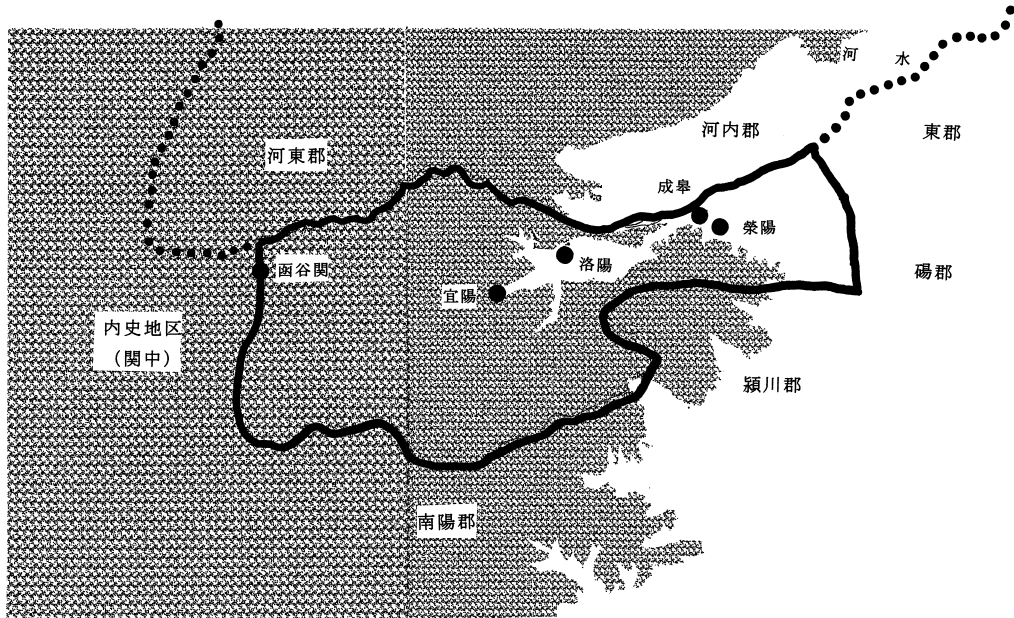 河 水
河内郡
東郡
河東郡
成皋
滎陽
函谷関
洛陽
碭郡
宜陽
内史地区
（関中）
潁川郡
南陽郡